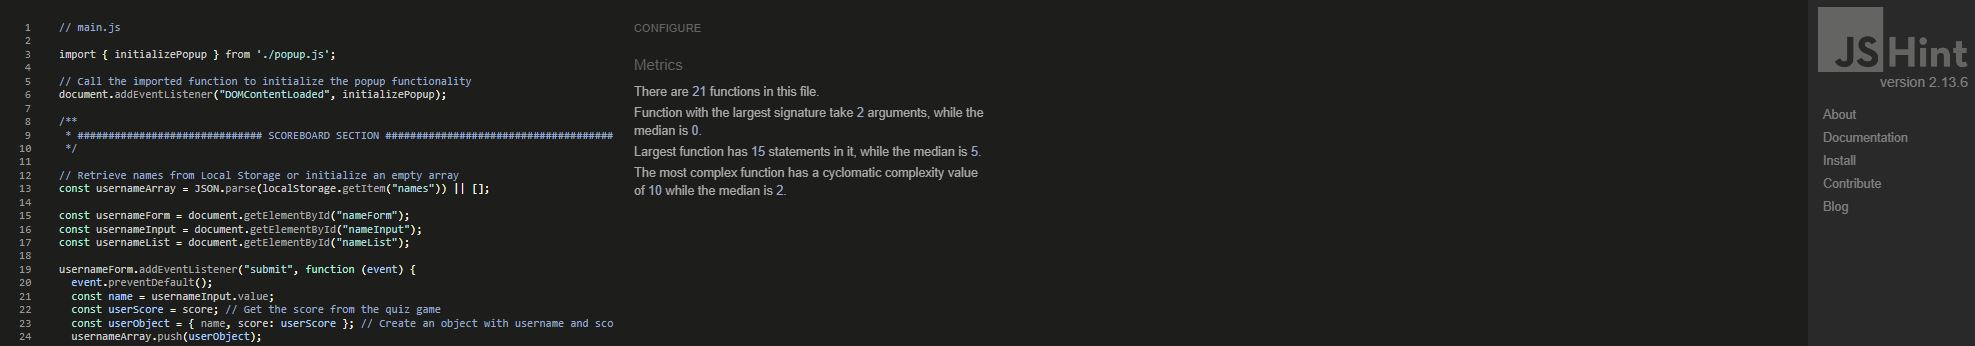 1 // main.js
2
3 import { initializePopup } from './popup.js';
4
5 // Call the imported function to initialize the popup functionality
6 document.addEventListener("DOMContentLoaded", initializePopup);
7
8 /**
9 * ############################## SCOREBOARD SECTION #####################################
10 */
11
12 // Retrieve names from Local Storage or initialize an empty array
13 const usernameArray = JSON.parse(localStorage.getItem("names")) || [];
14
15 const usernameForm = document.getElementById("nameForm");
16 const usernameInput = document.getElementById("nameInput");
17 const usernameList = document.getElementById("nameList");
18
19 usernameForm.addEventListener("submit", function (event) {
20 event.preventDefault();
21 const name = usernameInput.value;
22 const userScore = score; // Get the score from the quiz game
23 const userObject = { name, score: userScore }; // Create an object with username and sco
24 usernameArray.push(userObject);
CONFIGURE
Metrics
There are 21 functions in this file.
Function with the largest signature take 2 arguments, while the
median is 0.
Largest function has 15 statements in it, while the median is 5.
The most complex function has a cyclomatic complexity value
of 10 while the median is 2.
JSHint
version 2.13.6
About
Documentation
Install
Contribute
Blog